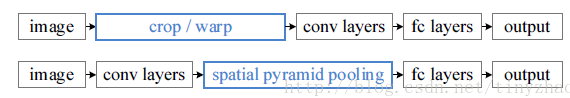 image crop / warp conv layers fc layers output
image conv layers spatial pyramid pooling fc layers output